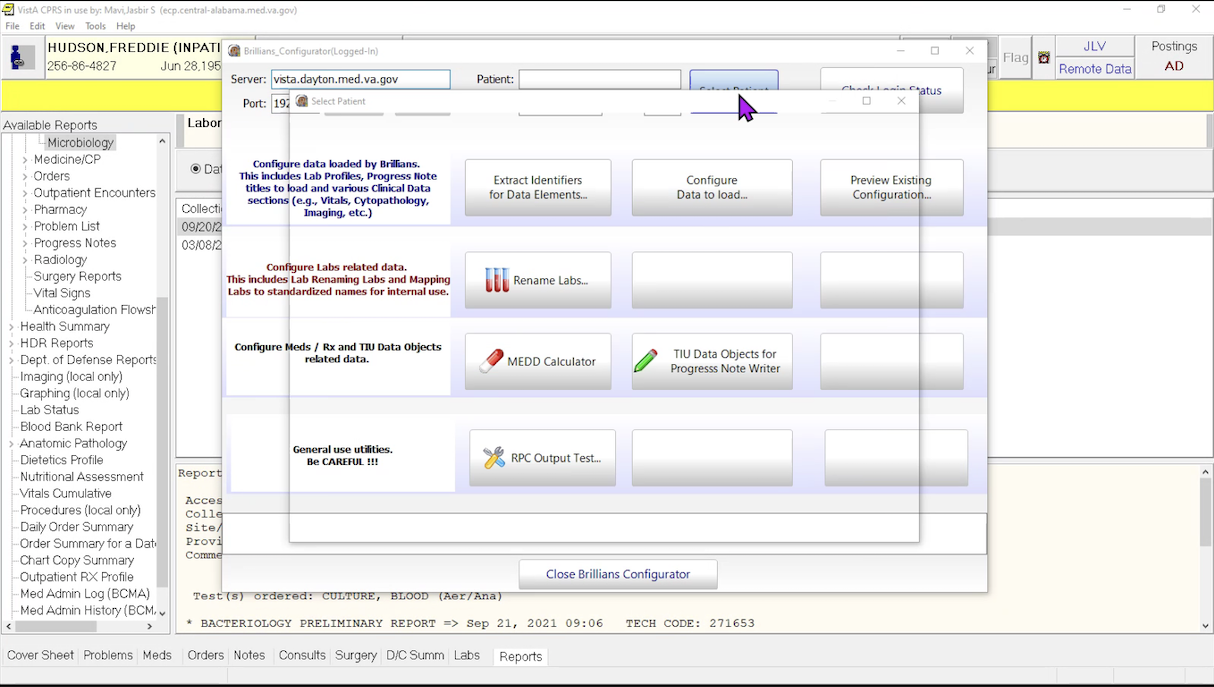 VistA CPRS in use by: Mavi,Jasbir S (ecp.central-alabama.med.va.gov)
File Edit View Tools Help
HUDSON,FREDDIE (INPATI
256-86-4827 Jun 28,195
Flag
JLV
Remote Data
Postings
AD
Available Reports
Microbiology
Medicine/CP
Orders
Outpatient Encounters
Pharmacy
Problem List
Progress Notes
Radiology
Surgery Reports
Vital Signs
Anticoagulation Flowsh
Health Summary
HDR Reports
Dept. of Defense Reports
Imaging (local only)
Graphing (local only)
Lab Status
Blood Bank Report
Anatomic Pathology
Dietetics Profile
Nutritional Assessment
Vitals Cumulative
Procedures (local only)
Daily Order Summary
Order Summary for a Date
Chart Copy Summary
Outpatient RX Profile
Med Admin Log (BCMA)
Med Admin History (BCM
Labor
Dat
Collecti
09/20/2
03/08/2
Brillians_Configurator(Logged-In)
Server: vista.dayton.med.va.gov Patient: Select Patient Check Login Status
Port: 192
Select Patient
Configure data loaded by Brillians.
This includes Lab Profiles, Progress Note
titles to load and various Clinical Data
sections (e.g., Vitals, Cytopathology,
Imaging, etc.)
Extract Identifiers
for Data Elements...
Configure
Data to load...
Preview Existing
Configuration...
Configure Labs related data.
This includes Lab Renaming Labs and Mapping
Labs to standardized names for internal use.
Rename Labs...
Configure Meds / Rx and TIU Data Objects
related data.
MEDD Calculator
TIU Data Objects for
Progresss Note Writer
General use utilities.
Be CAREFUL !!!
RPC Output Test...
Close Brillians Configurator
Report
Acces
Colle
Site/
Provi
Comme
Test(s) ordered: CULTURE, BLOOD (Aer/Ana)
* BACTERIOLOGY PRELIMINARY REPORT => Sep 21, 2021 09:06 TECH CODE: 271653
Cover Sheet Problems Meds Orders Notes Consults Surgery D/C Summ Labs Reports